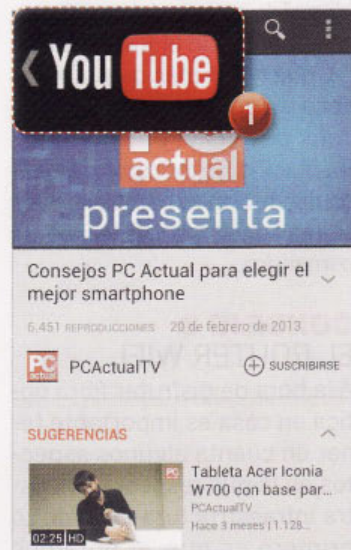 You Tube
1
PC
actual
presenta
Consejos PC Actual para elegir el
mejor smartphone
6.451 REPRODUCCIONES 20 de febrero de 2013
PC
actual
PCActualTV
SUSCRIBIRSE
SUGERENCIAS
Tableta Acer Iconia
W700 con base par...
PCActualTV
Hace 3 meses | 1.128...
02:25 HD